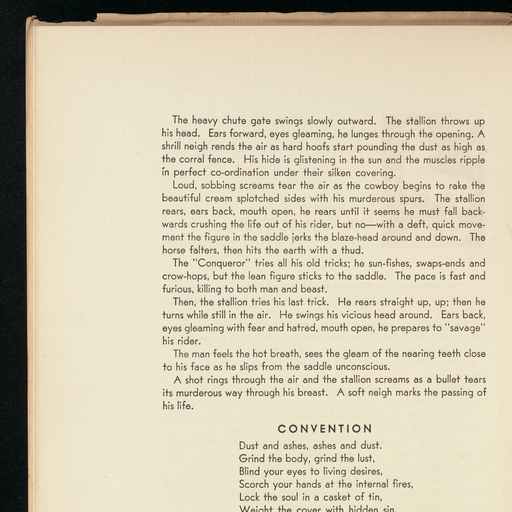 The heavy chute gate swings slowly outward. The stallion throws up
his head. Ears forward, eyes gleaming, he lunges through the opening. A
shrill neigh rends the air as hard hoofs start pounding the dust as high as
the corral fence. His hide is glistening in the sun and the muscles ripple
in perfect co-ordination under their silken covering.
Loud, sobbing screams tear the air as the cowboy begins to rake the
beautiful cream splotched sides with his murderous spurs. The stallion
rears, ears back, mouth open, he rears until it seems he must fall back-
wards crushing the life out of his rider, but no—with a deft, quick move-
ment the figure in the saddle jerks the blaze-head around and down. The
horse falters, then hits the earth with a thud.
The "Conqueror" tries all his old tricks; he sun-fishes, swaps-ends and
crow-hops, but the lean figure sticks to the saddle. The pace is fast and
furious, killing to both man and beast.
Then, the stallion tries his last trick. He rears straight up, up; then he
turns while still in the air. He swings his vicious head around. Ears back,
eyes gleaming with fear and hatred, mouth open, he prepares to "savage"
his rider.
The man feels the hot breath, sees the gleam of the nearing teeth close
to his face as he slips from the saddle unconscious.
A shot rings through the air and the stallion screams as a bullet tears
its murderous way through his breast. A soft neigh marks the passing of
his life.
CONVENTION
Dust and ashes, ashes and dust.
Grind the body, grind the lust,
Blind your eyes to living desires,
Scorch your hands at the internal fires,
Lock the soul in a casket of tin,
Weight the cover with hidden sin.